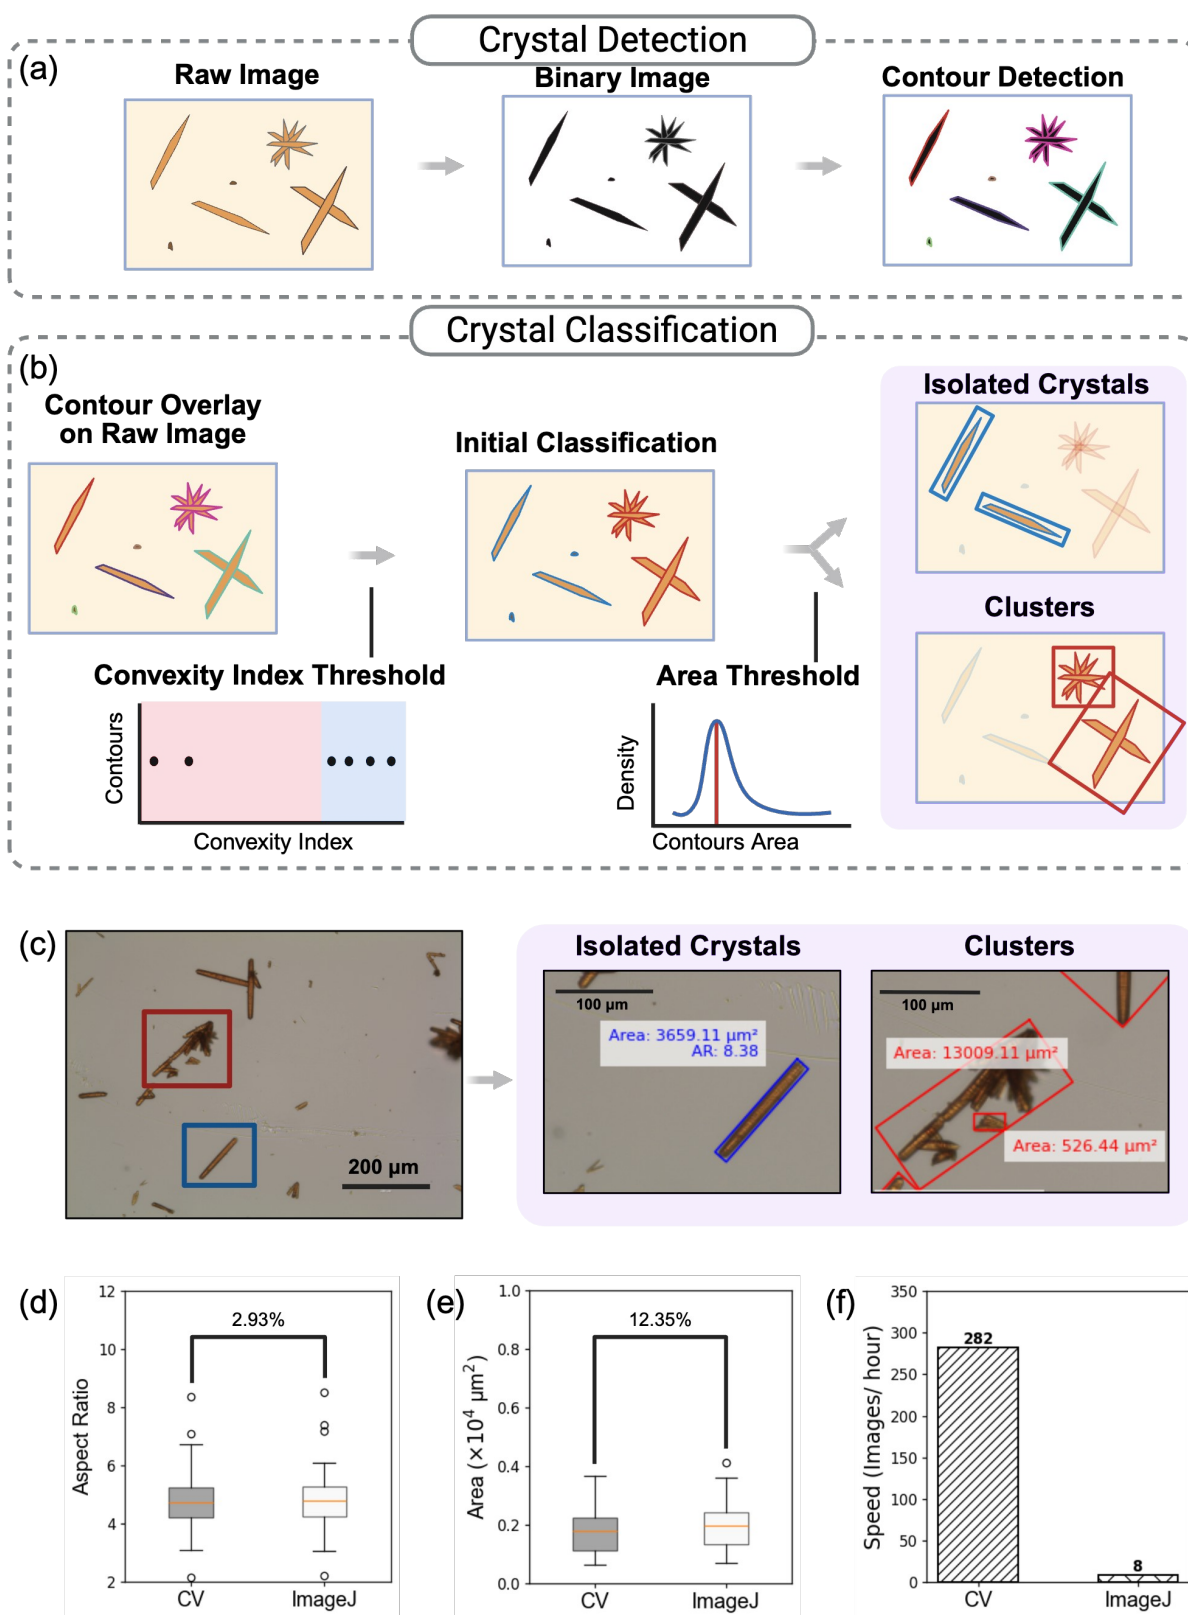 Crystal Detection
(a)
Raw Image
Binary Image
Contour Detection
Crystal Classification
(b)
Contour Overlay
on Raw Image
Initial Classification
Isolated Crystals
Clusters
Convexity Index Threshold
Contours
Convexity Index
Area Threshold
Density
Contours Area
(c)
200 µm
Isolated Crystals
100 µm
Area: 3659.11 µm²
AR: 8.38
Clusters
100 µm
Area: 13009.11 µm²
Area: 526.44 µm²
(d)
Aspect Ratio
12
10
8
6
4
2
2.93%
CV
ImageJ
(e)
Area (×10⁴ µm²)
1.0
0.8
0.6
0.4
0.2
0.0
12.35%
CV
ImageJ
(f)
Speed (Images/ hour)
350
300
250
200
150
100
50
0
282
8
CV
ImageJ